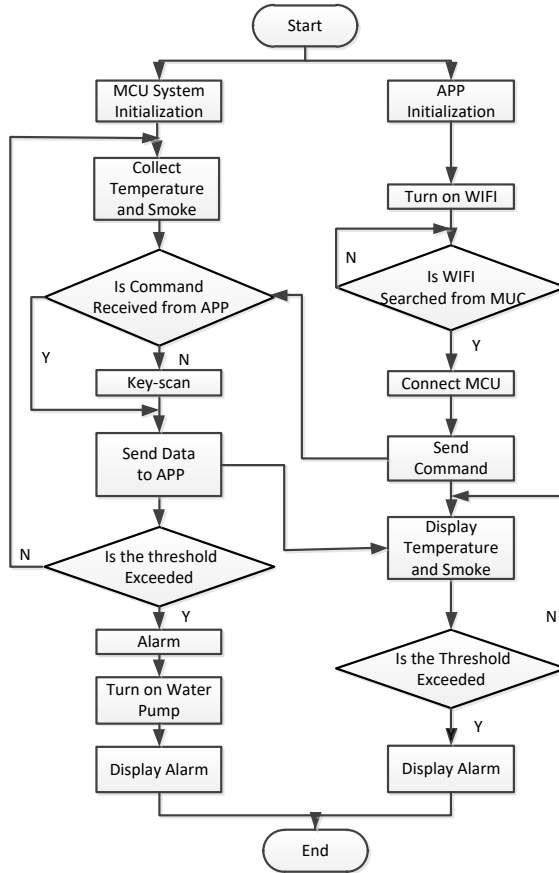 Start
MCU System
Initialization
APP
Initialization
Collect
Temperature
and Smoke
Turn on WIFI
N
Is WIFI
Searched from MUC
Is Command
Received from APP
Y
N
Y
Key-scan
Connect MCU
Send Data
to APP
Send
Command
Display
Temperature
and Smoke
N
Is the threshold
Exceeded
Y
N
Alarm
Is the Threshold
Exceeded
Turn on Water
Pump
Y
Display Alarm
Display Alarm
End